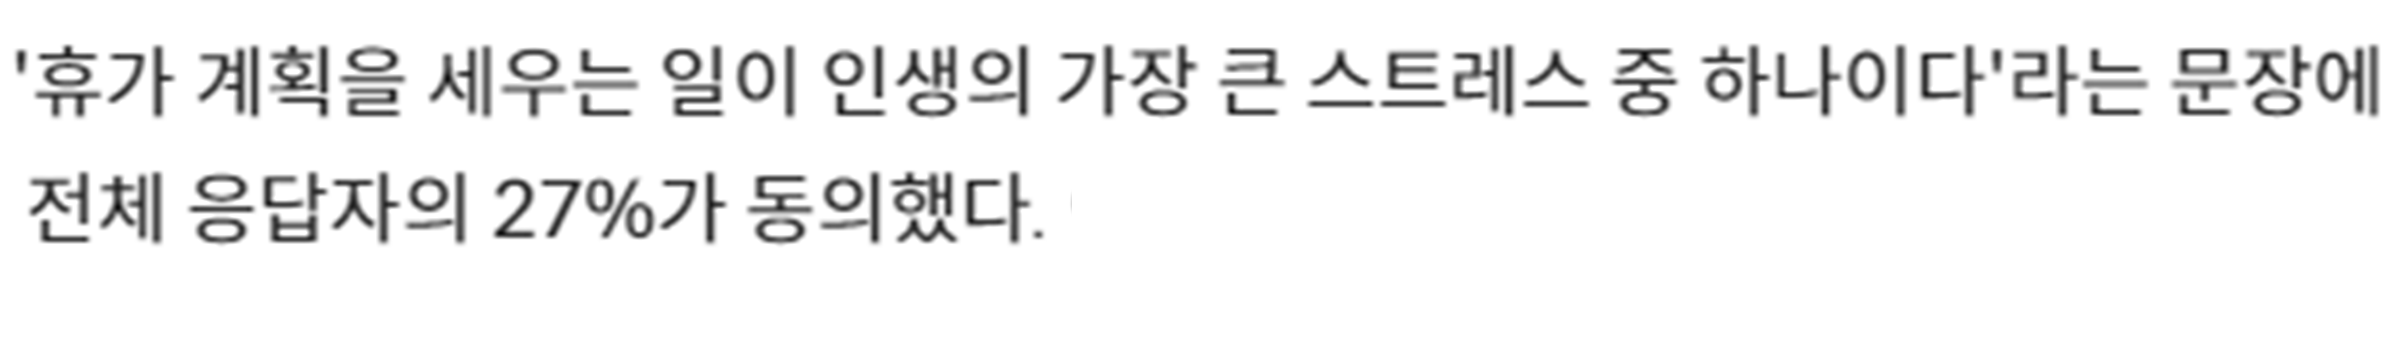 '휴가 계획을 세우는 일이 인생의 가장 큰 스트레스 중 하나이다'라는 문장에
전체 응답자의 27%가 동의했다.